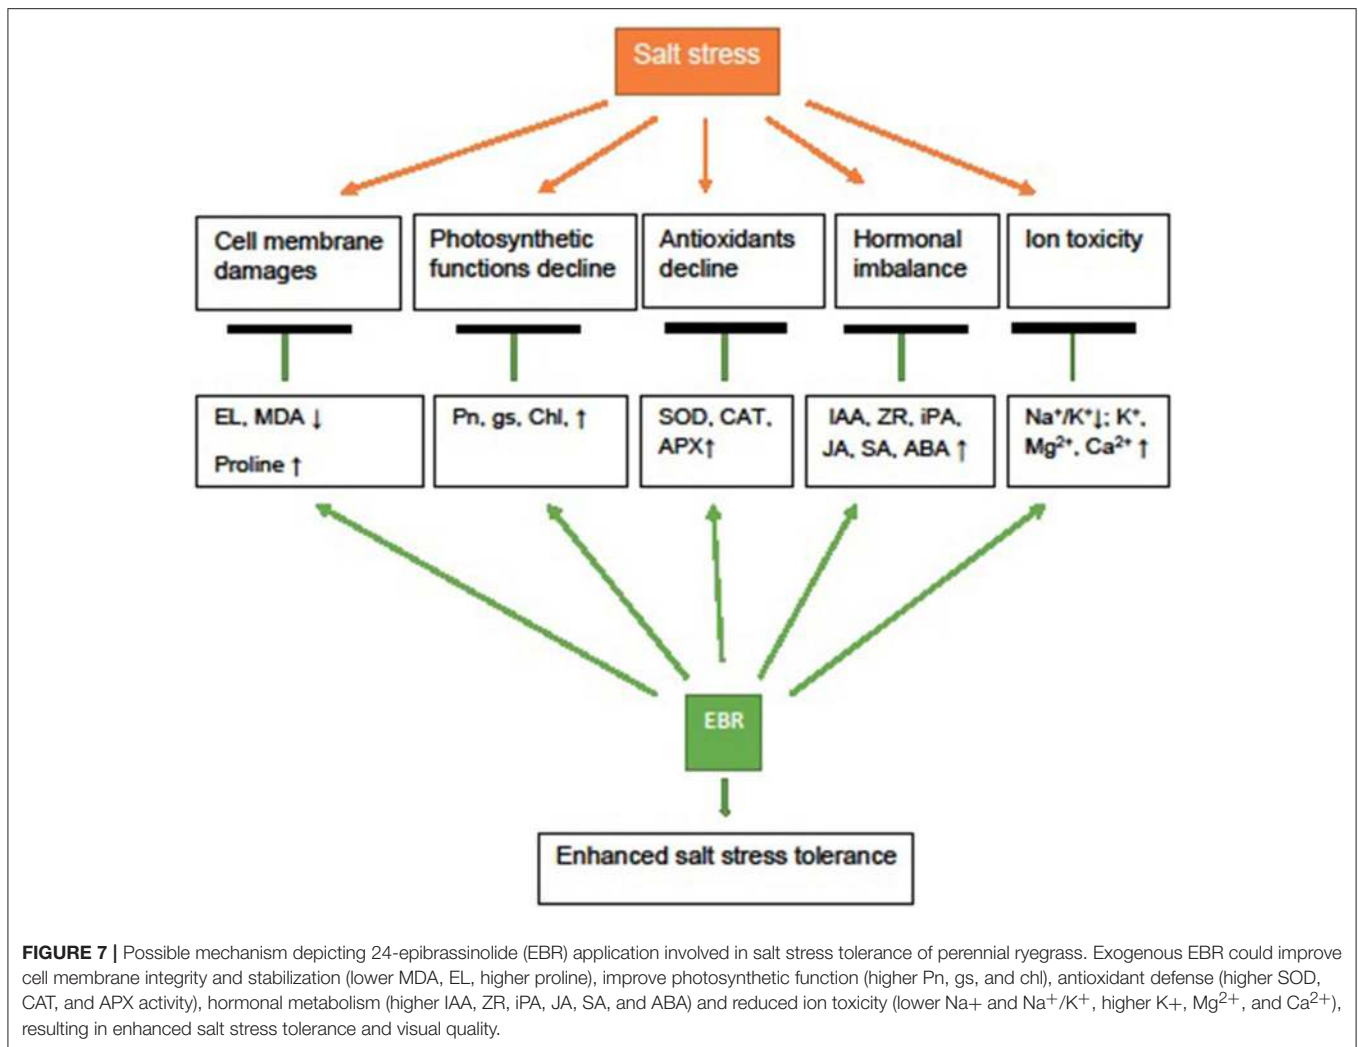 Salt stress
Cell membrane
damages
Photosynthetic
functions decline
Antioxidants
decline
Hormonal
imbalance
Ion toxicity
EL, MDA ↓
Proline ↑
Pn, gs, Chl, ↑
SOD, CAT,
APX↑
IAA, ZR, iPA,
JA, SA, ABA ↑
Na⁺/K⁺↓; K⁺,
Mg²⁺, Ca²⁺ ↑
EBR
Enhanced salt stress tolerance
FIGURE 7 | Possible mechanism depicting 24-epibrassinolide (EBR) application involved in salt stress tolerance of perennial ryegrass. Exogenous EBR could improve
cell membrane integrity and stabilization (lower MDA, EL, higher proline), improve photosynthetic function (higher Pn, gs, and chl), antioxidant defense (higher SOD,
CAT, and APX activity), hormonal metabolism (higher IAA, ZR, iPA, JA, SA, and ABA) and reduced ion toxicity (lower Na+ and Na⁺/K⁺, higher K+, Mg²⁺, and Ca²⁺),
resulting in enhanced salt stress tolerance and visual quality.